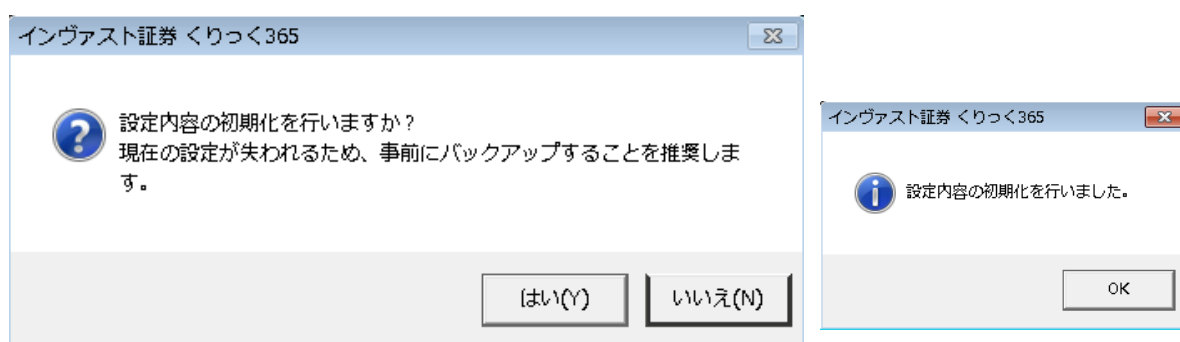 インヴァスト証券 くりっく365
設定内容の初期化を行いますか？
現在の設定が失われるため、事前にバックアップすることを推奨しま
す。
はい(Y)
いいえ(N)
インヴァスト証券 くりっく365
設定内容の初期化を行いました。
OK